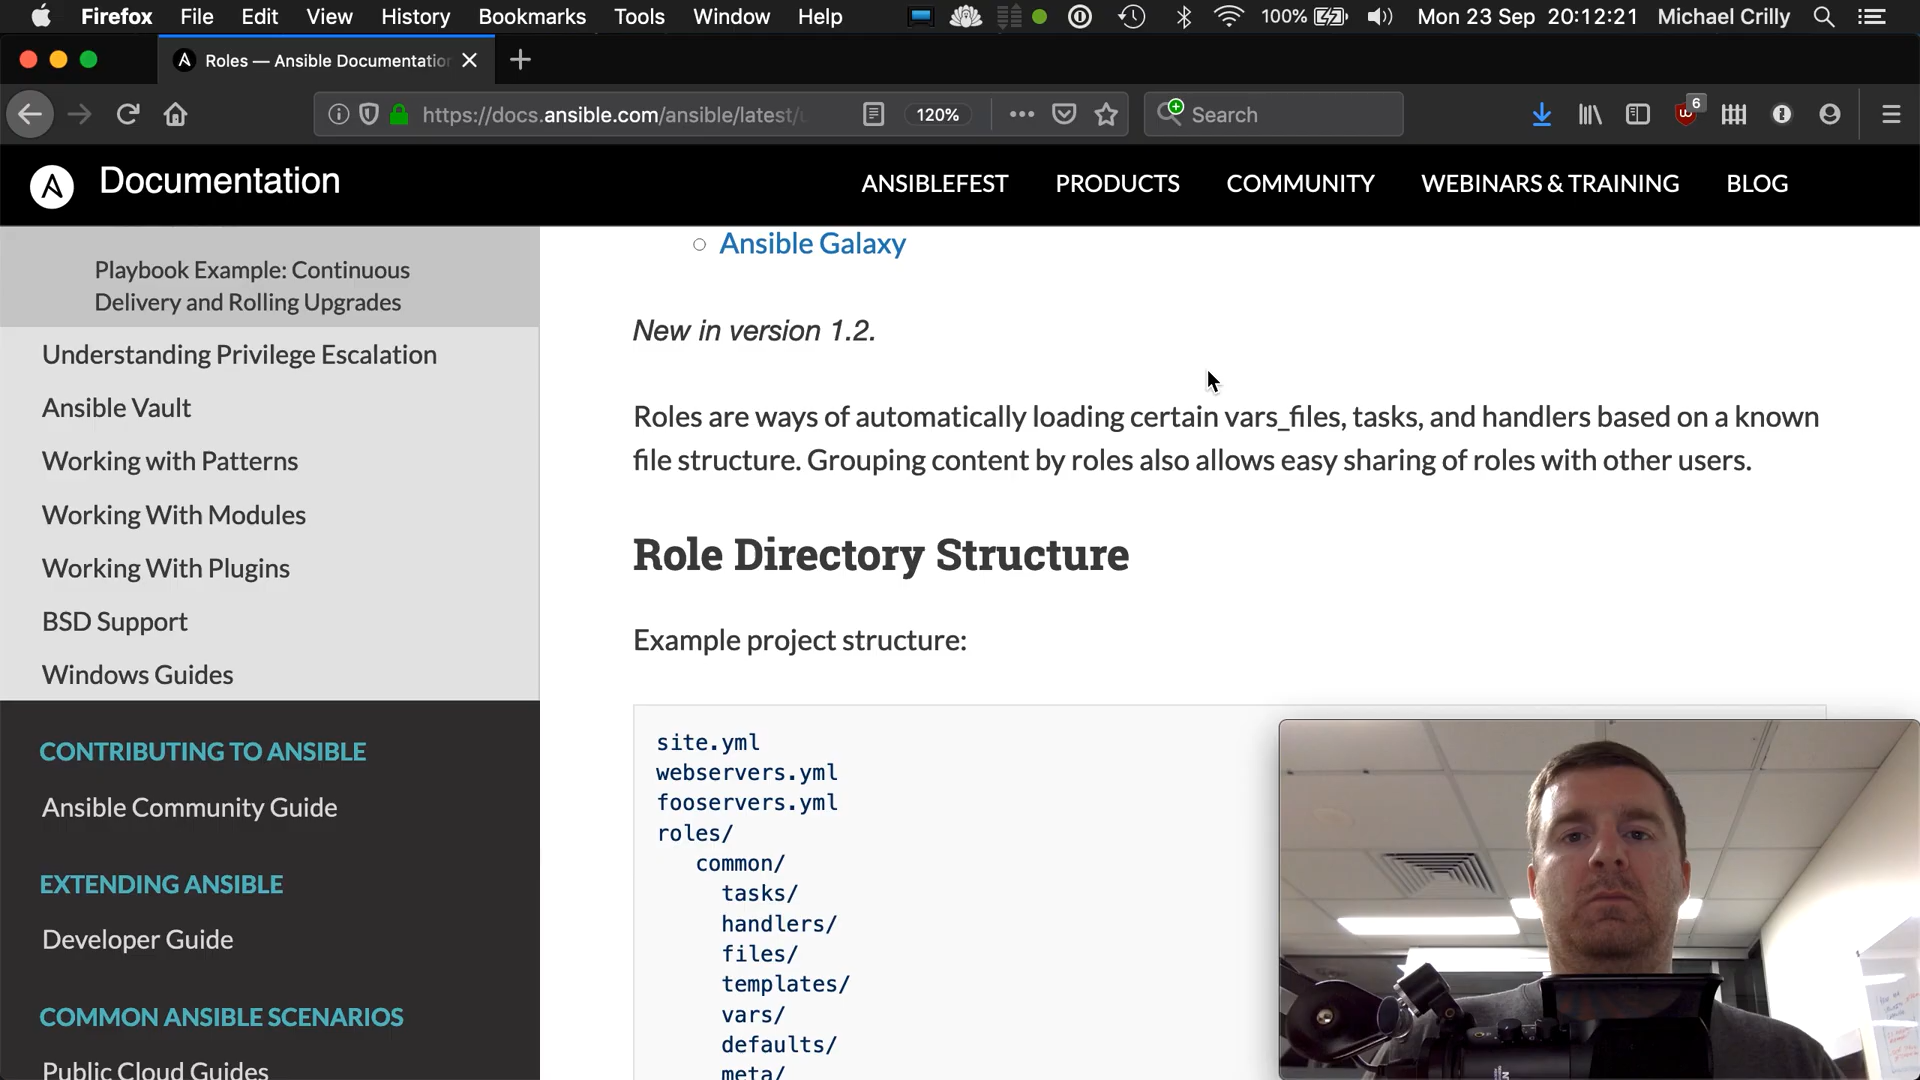 Firefox File Edit View History Bookmarks Tools Window Help 100% Mon 23 Sep 20:12:21 Michael Crilly
Roles — Ansible Documentatio
https://docs.ansible.com/ansible/latest/ 120% Search 6
Documentation ANSIBLEFEST PRODUCTS COMMUNITY WEBINARS & TRAINING BLOG
Playbook Example: Continuous
Delivery and Rolling Upgrades
Understanding Privilege Escalation
Ansible Vault
Working with Patterns
Working With Modules
Working With Plugins
BSD Support
Windows Guides
CONTRIBUTING TO ANSIBLE
Ansible Community Guide
EXTENDING ANSIBLE
Developer Guide
COMMON ANSIBLE SCENARIOS
Public Cloud Guides
Ansible Galaxy
New in version 1.2.
Roles are ways of automatically loading certain vars_files, tasks, and handlers based on a known
file structure. Grouping content by roles also allows easy sharing of roles with other users.
Role Directory Structure
Example project structure:
site.yml
webservers.yml
fooservers.yml
roles/
common/
tasks/
handlers/
files/
templates/
vars/
defaults/
meta/